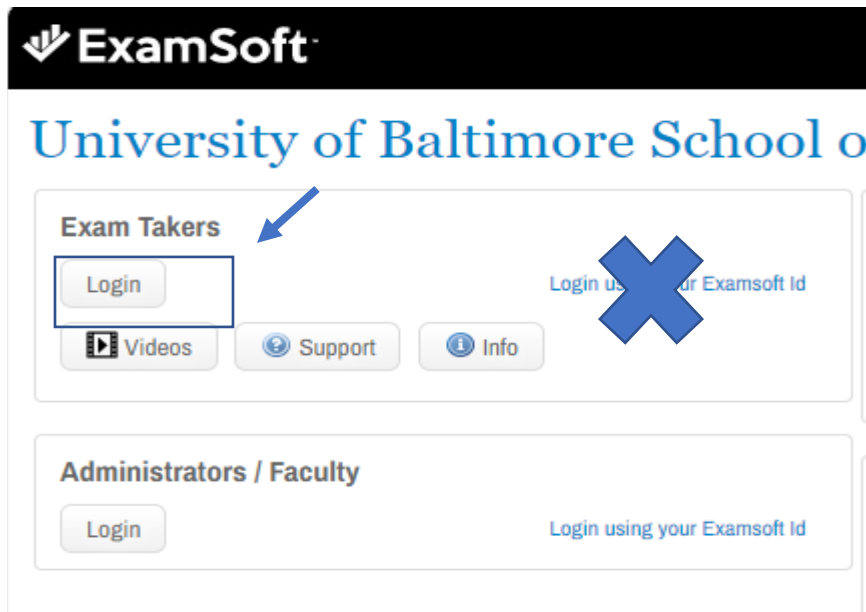 ExamSoft
University of Baltimore School o
Exam Takers
Login
Login us ur Examsoft Id
Videos Support Info
Administrators / Faculty
Login
Login using your Examsoft Id